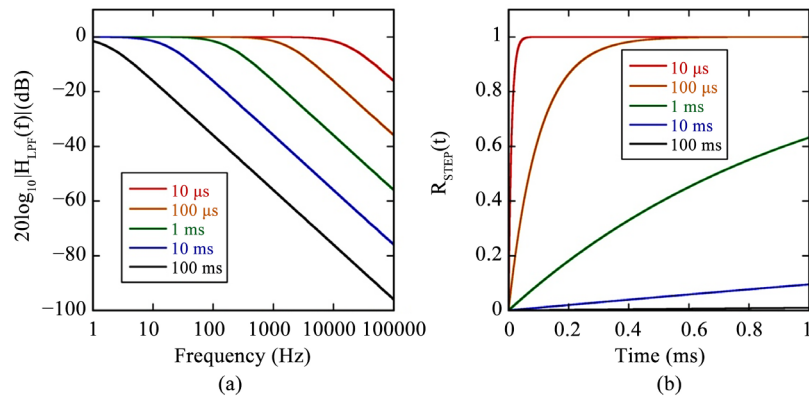 0
−20
−40
−60
−80
−100
20log₁₀|H_LPF(f)|(dB)
10 µs
100 µs
1 ms
10 ms
100 ms
1 10 100 1000 10000 100000
Frequency (Hz)
(a)
1
0.8
0.6
0.4
0.2
0
R_STEP(t)
10 µs
100 µs
1 ms
10 ms
100 ms
0 0.2 0.4 0.6 0.8 1
Time (ms)
(b)